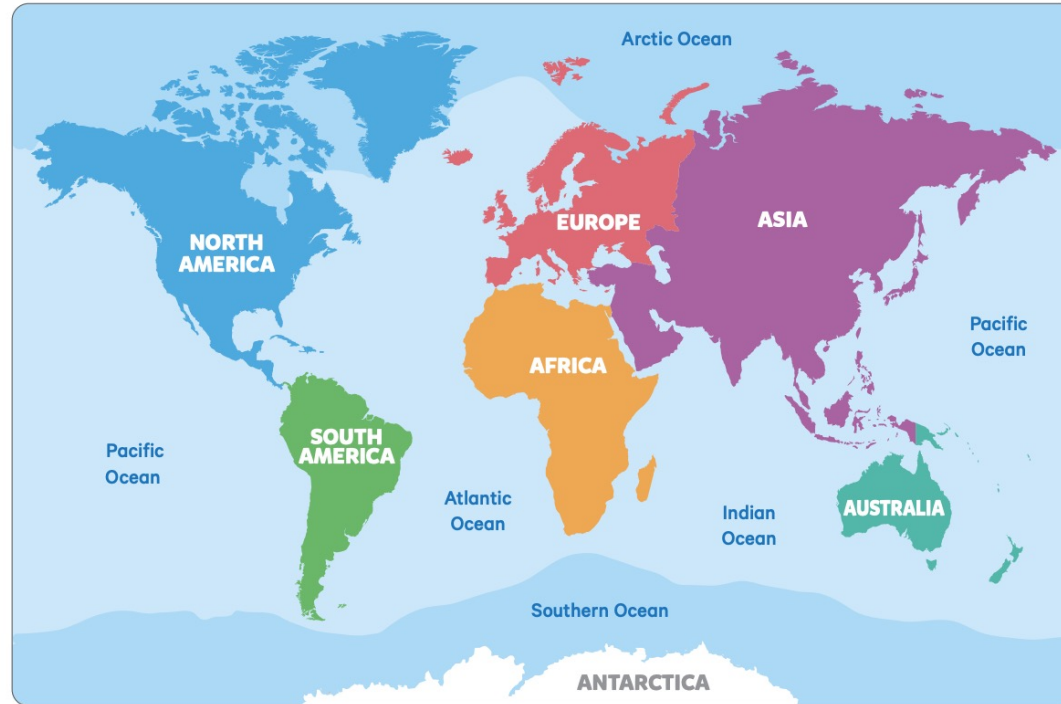 Arctic Ocean
NORTH
AMERICA
EUROPE
ASIA
Pacific
Ocean
AFRICA
SOUTH
AMERICA
Pacific
Ocean
Atlantic
Ocean
Indian
Ocean
AUSTRALIA
Southern Ocean
ANTARCTICA